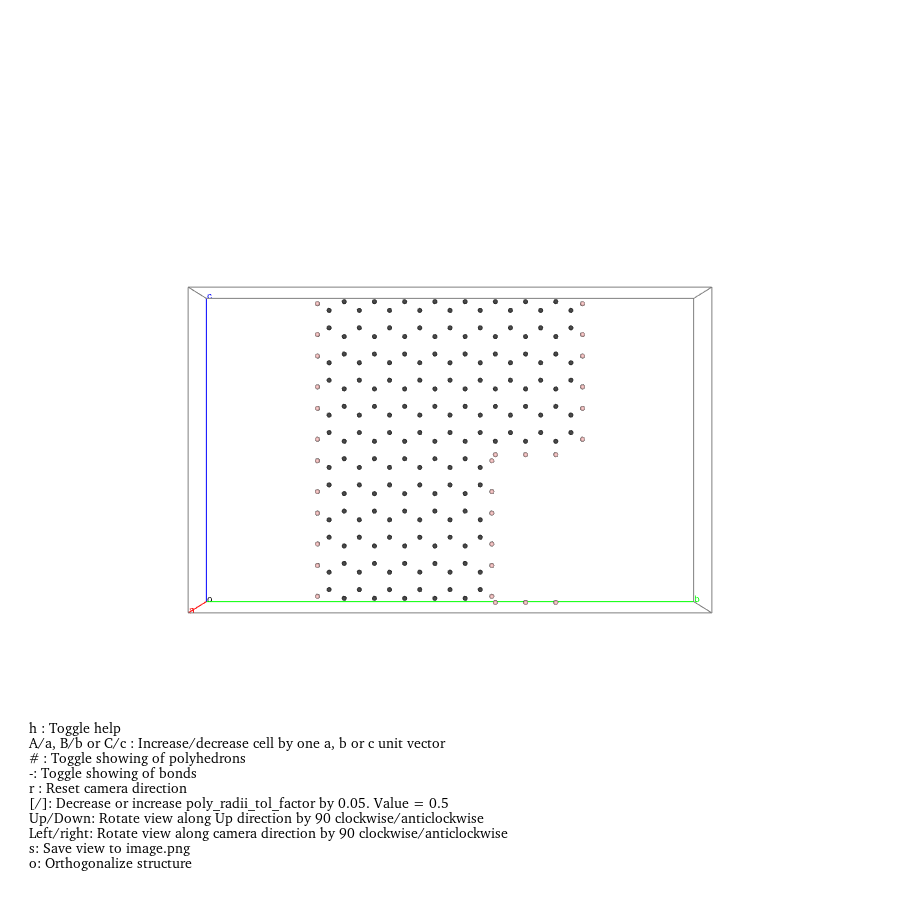 c
o
a
b
h : Toggle help
A/a, B/b or C/c : Increase/decrease cell by one a, b or c unit vector
# : Toggle showing of polyhedrons
-: Toggle showing of bonds
r : Reset camera direction
[/]: Decrease or increase poly_radii_tol_factor by 0.05. Value = 0.5
Up/Down: Rotate view along Up direction by 90 clockwise/anticlockwise
Left/right: Rotate view along camera direction by 90 clockwise/anticlockwise
s: Save view to image.png
o: Orthogonalize structure